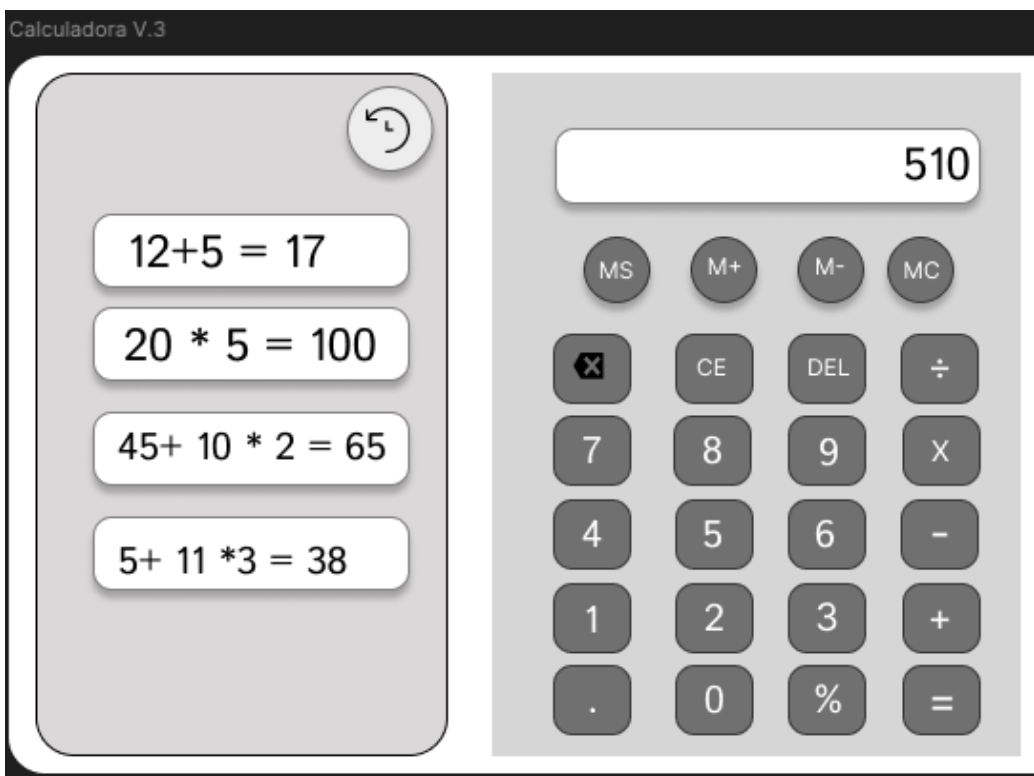 Calculadora V.3
12+5 = 17
20 * 5 = 100
45+ 10 * 2 = 65
5+ 11 *3 = 38
510
MS M+ M- MC
CE DEL ÷
7 8 9 X
4 5 6 -
1 2 3 +
. 0 % =